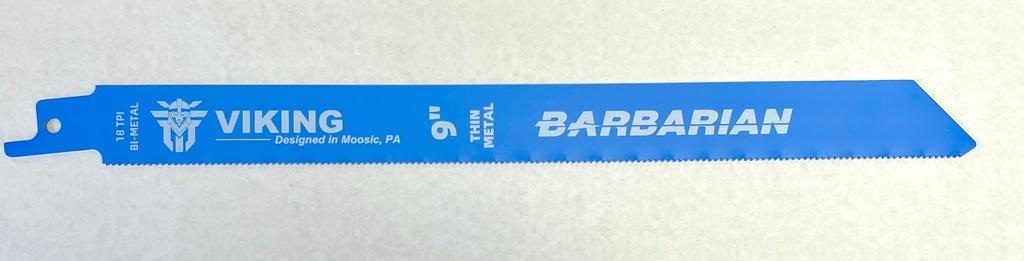 18 TPI
BI-METAL
VIKING
Designed in Moosic, PA
9"
THIN
METAL
BARBARIAN